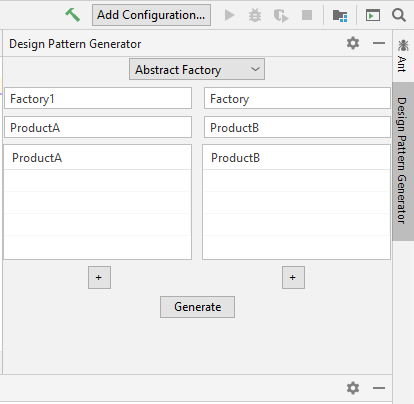 Add Configuration...
Design Pattern Generator
Abstract Factory
Factory1
Factory
ProductA
ProductB
ProductA
ProductB
+
+
Generate
Ant
Design Pattern Generator